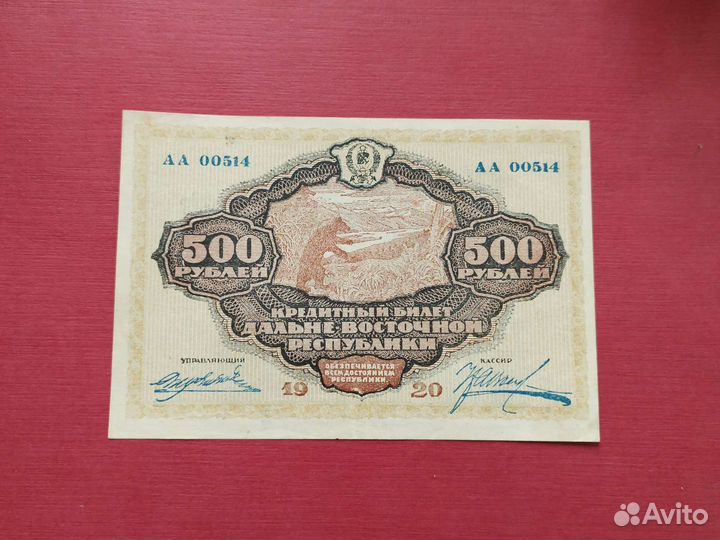 АА 00514
АА 00514
500
РУБЛЕЙ
500
РУБЛЕЙ
КРЕДИТНЫЙ БИЛЕТ
ДАЛЬНЕ-ВОСТОЧНОЙ
РЕСПУБЛИКИ
УПРАВЛЯЮЩИЙ
КАССИР
ОБЕЗПЕЧИВАЕТСЯ
ВСЕМ ДОСТОЯНИЕМ
РЕСПУБЛИКИ.
19 20
Avito